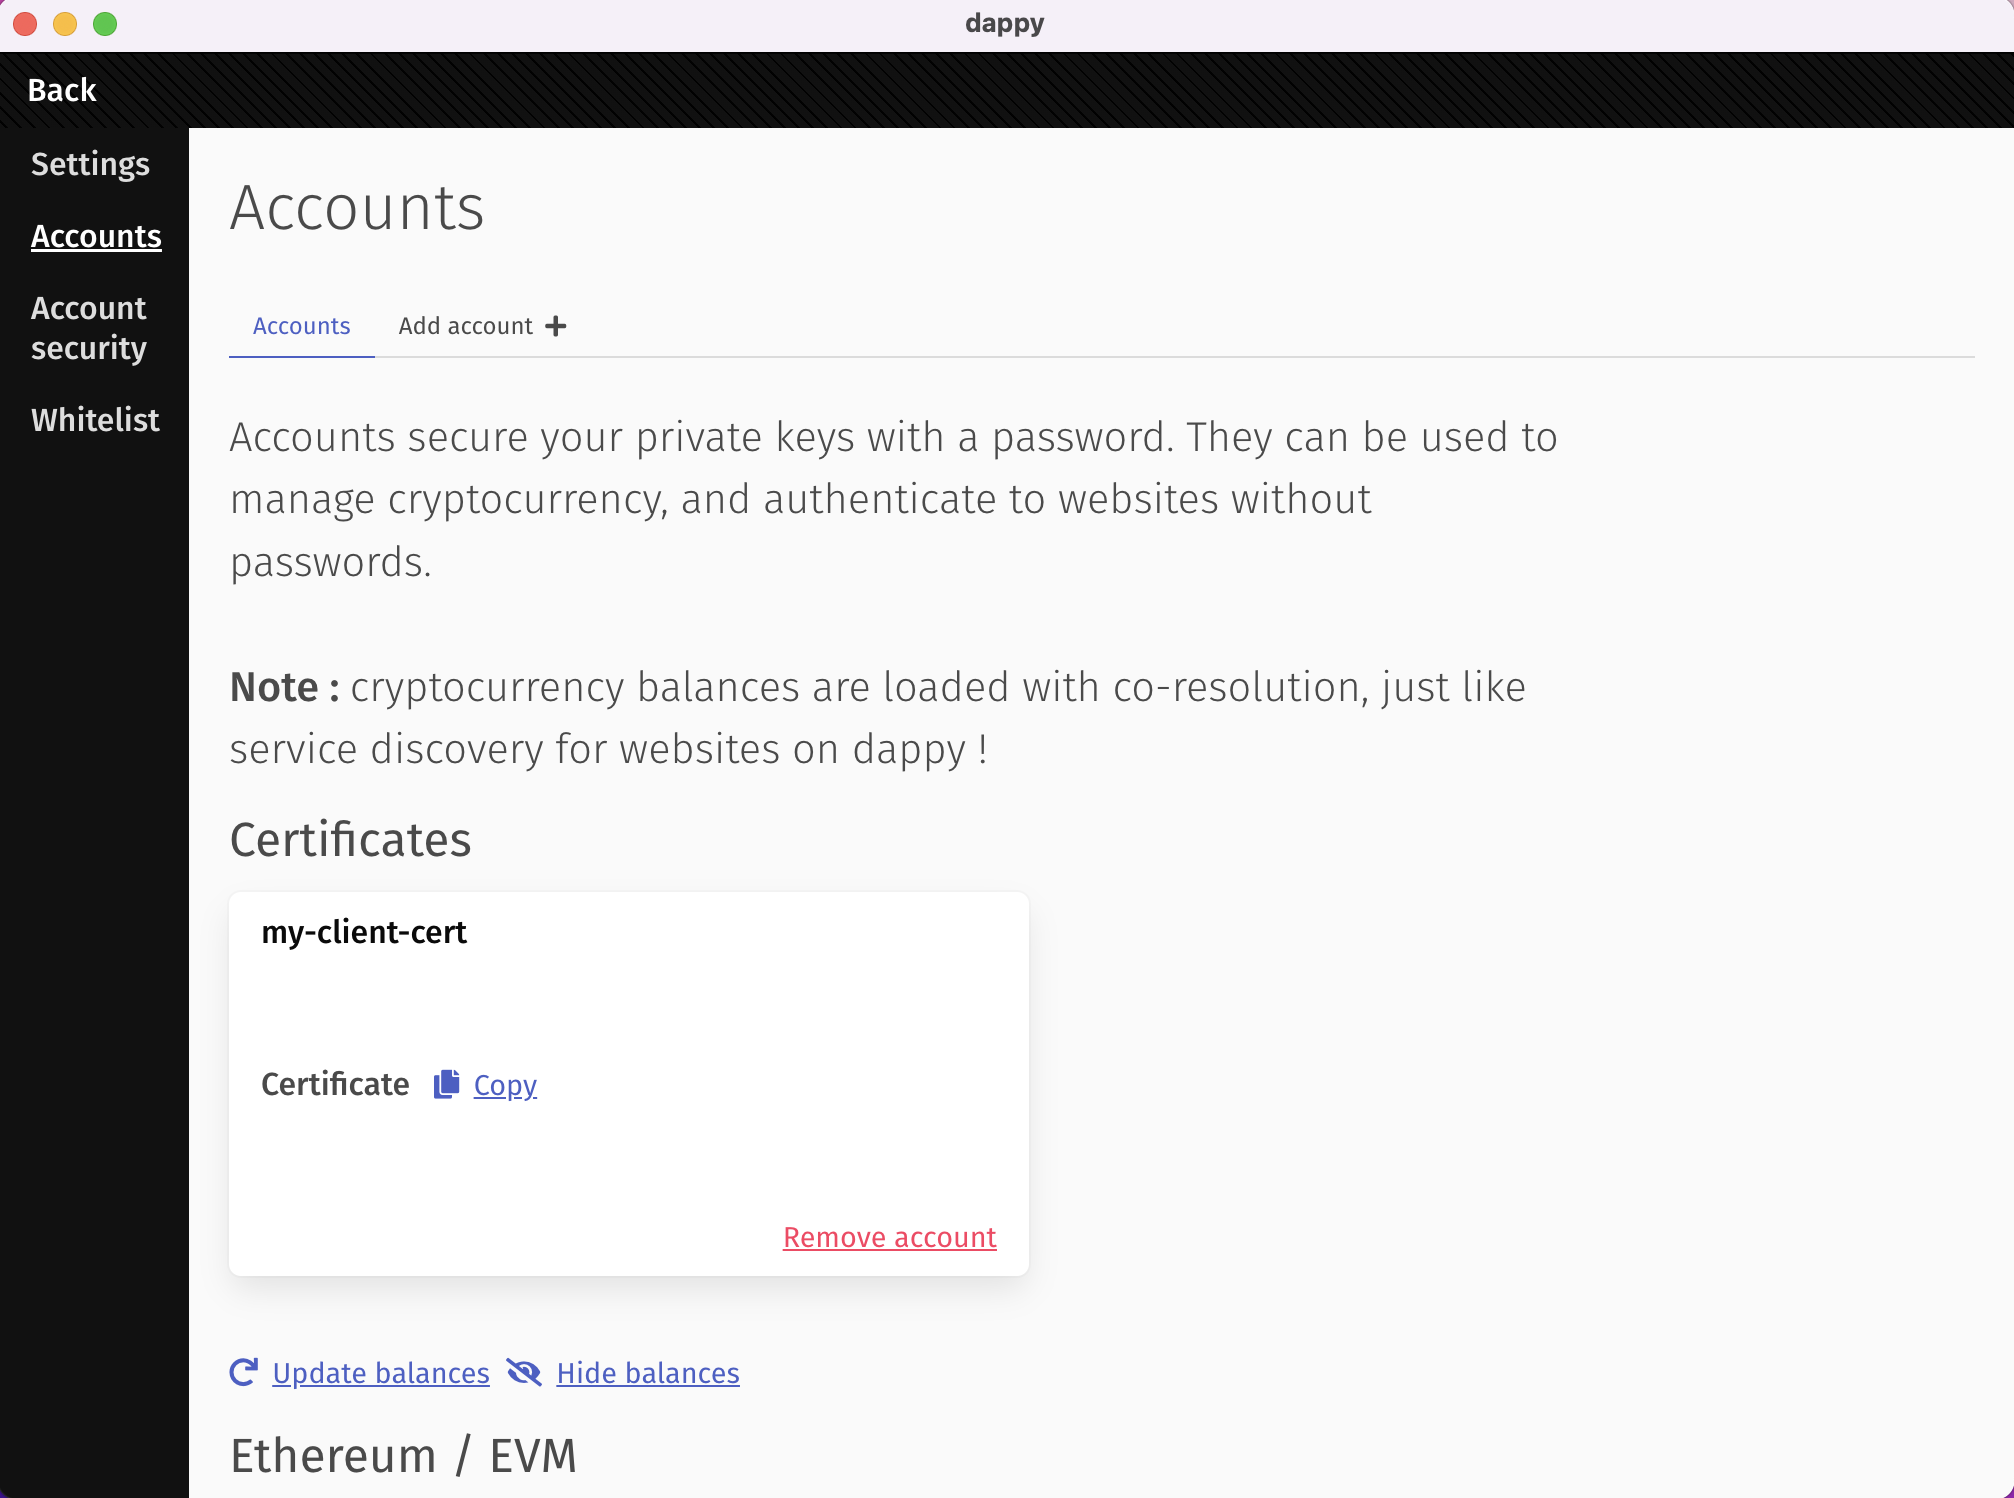 dappy
Back
Settings
Accounts
Account
security
Whitelist
Accounts
Accounts
Add account
Accounts secure your private keys with a password. They can be used to
manage cryptocurrency, and authenticate to websites without
passwords.
Note : cryptocurrency balances are loaded with co-resolution, just like
service discovery for websites on dappy !
Certificates
my-client-cert
Certificate Copy
Remove account
Update balances Hide balances
Ethereum / EVM